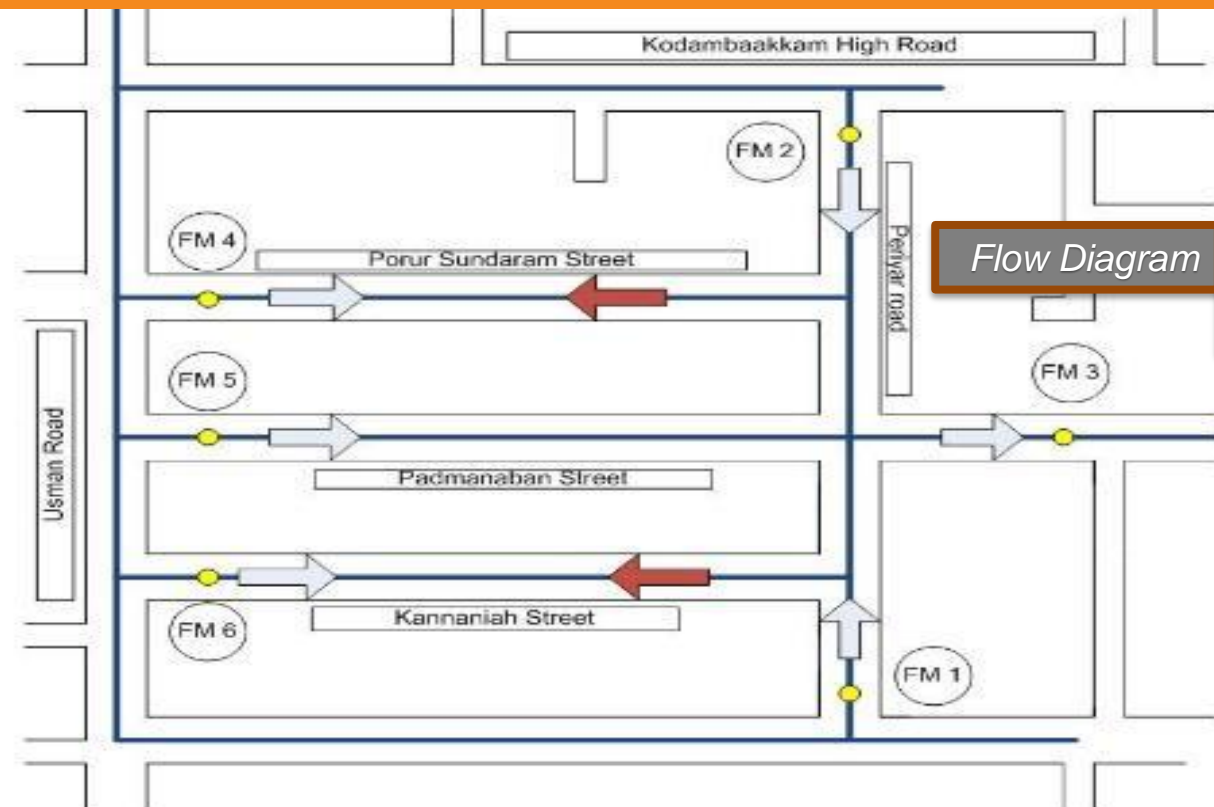 Kodambaakkam High Road
FM 2
FM 4
Porur Sundaram Street
Periyar road
Flow Diagram
FM 5
FM 3
Usman Road
Padmanaban Street
Kannaniah Street
FM 6
FM 1